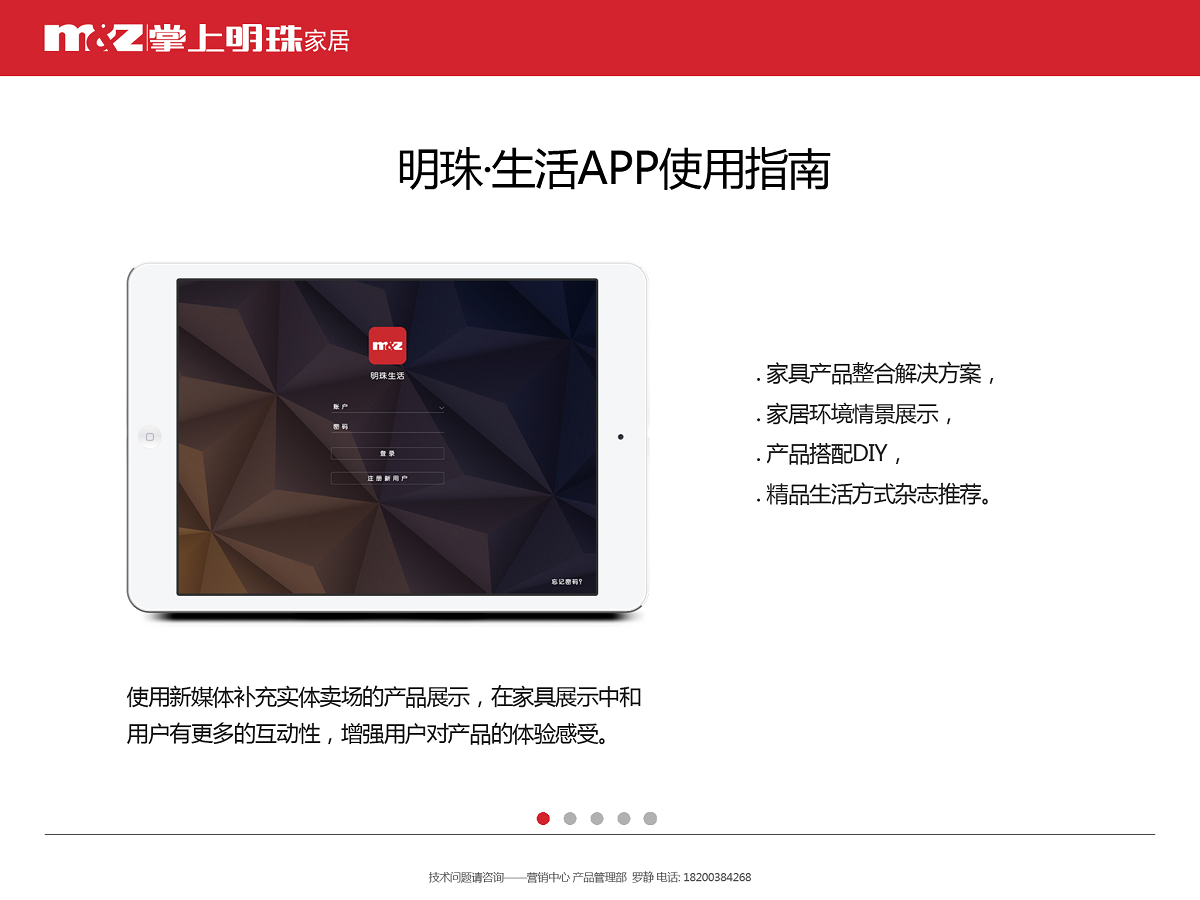 m&z掌上明珠家居
明珠·生活APP使用指南
m&z
明珠生活
账户
密码
登录
注册新用户
忘记密码?
. 家具产品整合解决方案，
. 家居环境情景展示，
. 产品搭配DIY，
. 精品生活方式杂志推荐。
使用新媒体补充实体卖场的产品展示，在家具展示中和
用户有更多的互动性，增强用户对产品的体验感受。
技术问题请咨询——营销中心 产品管理部 罗静 电话: 18200384268